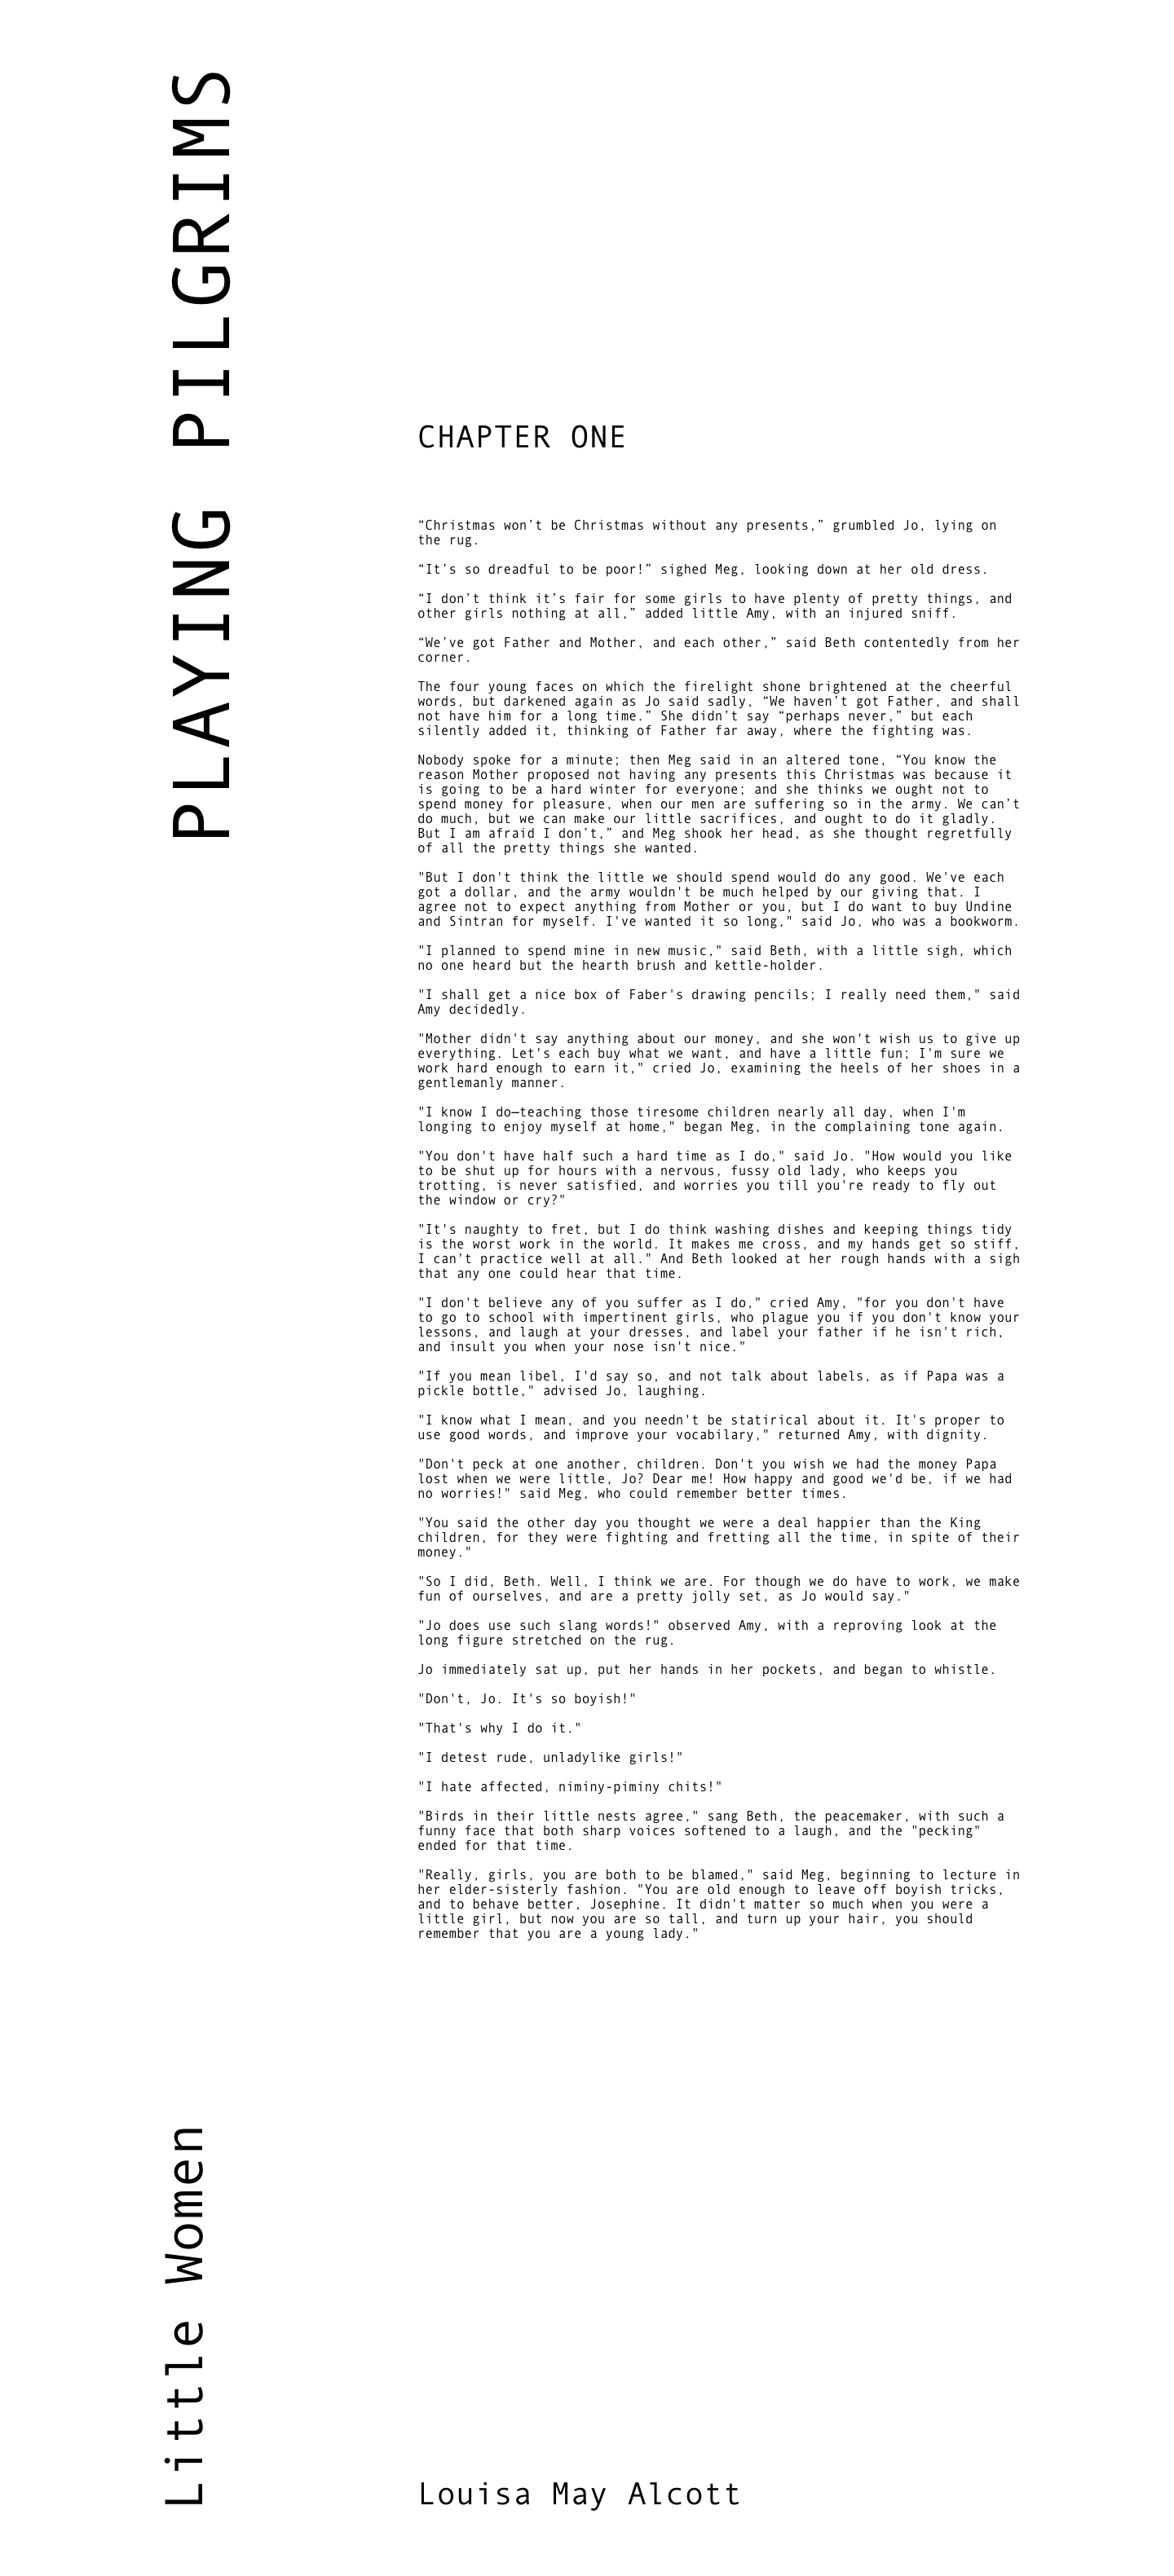 PLAYING PILGRIMS
CHAPTER ONE
“Christmas won’t be Christmas without any presents,” grumbled Jo, lying on
the rug.
“It’s so dreadful to be poor!” sighed Meg, looking down at her old dress.
“I don’t think it’s fair for some girls to have plenty of pretty things, and
other girls nothing at all,” added little Amy, with an injured sniff.
“We’ve got Father and Mother, and each other,” said Beth contentedly from her
corner.
The four young faces on which the firelight shone brightened at the cheerful
words, but darkened again as Jo said sadly, “We haven’t got Father, and shall
not have him for a long time.” She didn’t say “perhaps never,” but each
silently added it, thinking of Father far away, where the fighting was.
Nobody spoke for a minute; then Meg said in an altered tone, “You know the
reason Mother proposed not having any presents this Christmas was because it
is going to be a hard winter for everyone; and she thinks we ought not to
spend money for pleasure, when our men are suffering so in the army. We can’t
do much, but we can make our little sacrifices, and ought to do it gladly.
But I am afraid I don’t,” and Meg shook her head, as she thought regretfully
of all the pretty things she wanted.
"But I don't think the little we should spend would do any good. We've each
got a dollar, and the army wouldn't be much helped by our giving that. I
agree not to expect anything from Mother or you, but I do want to buy Undine
and Sintran for myself. I've wanted it so long," said Jo, who was a bookworm.
"I planned to spend mine in new music," said Beth, with a little sigh, which
no one heard but the hearth brush and kettle-holder.
"I shall get a nice box of Faber's drawing pencils; I really need them," said
Amy decidedly.
"Mother didn't say anything about our money, and she won't wish us to give up
everything. Let's each buy what we want, and have a little fun; I'm sure we
work hard enough to earn it," cried Jo, examining the heels of her shoes in a
gentlemanly manner.
"I know I do—teaching those tiresome children nearly all day, when I'm
longing to enjoy myself at home," began Meg, in the complaining tone again.
"You don't have half such a hard time as I do," said Jo. "How would you like
to be shut up for hours with a nervous, fussy old lady, who keeps you
trotting, is never satisfied, and worries you till you're ready to fly out
the window or cry?"
"It's naughty to fret, but I do think washing dishes and keeping things tidy
is the worst work in the world. It makes me cross, and my hands get so stiff,
I can't practice well at all." And Beth looked at her rough hands with a sigh
that any one could hear that time.
"I don't believe any of you suffer as I do," cried Amy, "for you don't have
to go to school with impertinent girls, who plague you if you don't know your
lessons, and laugh at your dresses, and label your father if he isn't rich,
and insult you when your nose isn't nice."
"If you mean libel, I'd say so, and not talk about labels, as if Papa was a
pickle bottle," advised Jo, laughing.
"I know what I mean, and you needn't be statirical about it. It's proper to
use good words, and improve your vocabilary," returned Amy, with dignity.
"Don't peck at one another, children. Don't you wish we had the money Papa
lost when we were little, Jo? Dear me! How happy and good we'd be, if we had
no worries!" said Meg, who could remember better times.
"You said the other day you thought we were a deal happier than the King
children, for they were fighting and fretting all the time, in spite of their
money."
"So I did, Beth. Well, I think we are. For though we do have to work, we make
fun of ourselves, and are a pretty jolly set, as Jo would say."
"Jo does use such slang words!" observed Amy, with a reproving look at the
long figure stretched on the rug.
Jo immediately sat up, put her hands in her pockets, and began to whistle.
"Don't, Jo. It's so boyish!"
"That's why I do it."
"I detest rude, unladylike girls!"
"I hate affected, niminy-piminy chits!"
"Birds in their little nests agree," sang Beth, the peacemaker, with such a
funny face that both sharp voices softened to a laugh, and the "pecking"
ended for that time.
"Really, girls, you are both to be blamed," said Meg, beginning to lecture in
her elder-sisterly fashion. "You are old enough to leave off boyish tricks,
and to behave better, Josephine. It didn't matter so much when you were a
little girl, but now you are so tall, and turn up your hair, you should
remember that you are a young lady."
Little Women
Louisa May Alcott